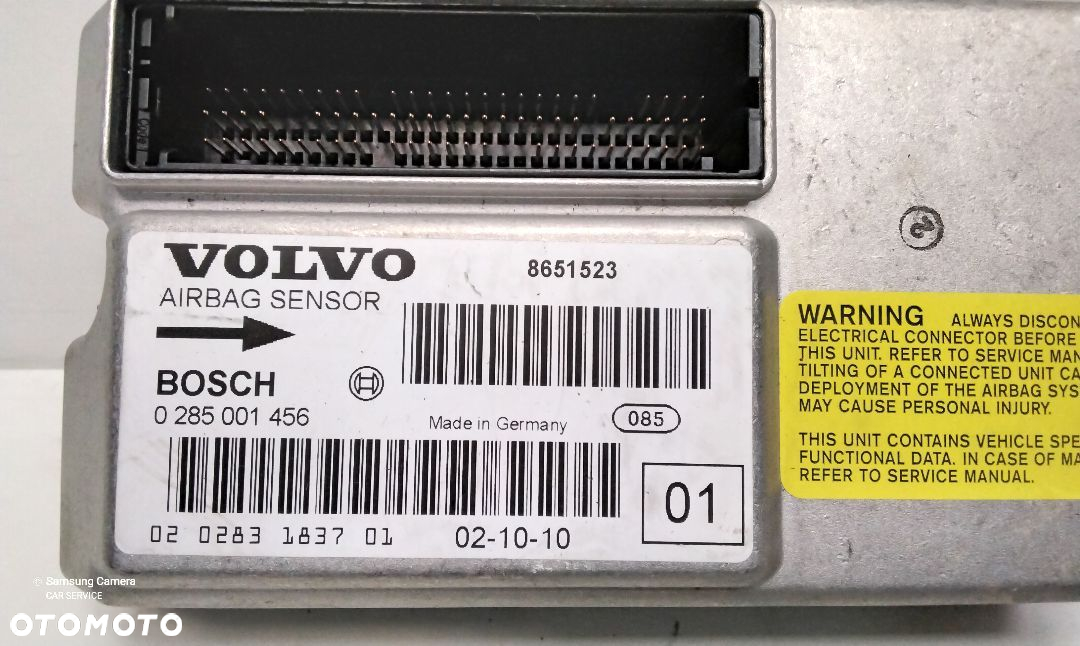 VOLVO
8651523
AIRBAG SENSOR
BOSCH
0 285 001 456
Made in Germany
085
02 0283 1837 01
02-10-10
01
WARNING ALWAYS DISCON
ELECTRICAL CONNECTOR BEFORE
THIS UNIT. REFER TO SERVICE MAN
TILTING OF A CONNECTED UNIT CA
DEPLOYMENT OF THE AIRBAG SYS
MAY CAUSE PERSONAL INJURY.
THIS UNIT CONTAINS VEHICLE SPE
FUNCTIONAL DATA. IN CASE OF MA
REFER TO SERVICE MANUAL.
© Samsung Camera
CAR SERVICE
OTOMOTO